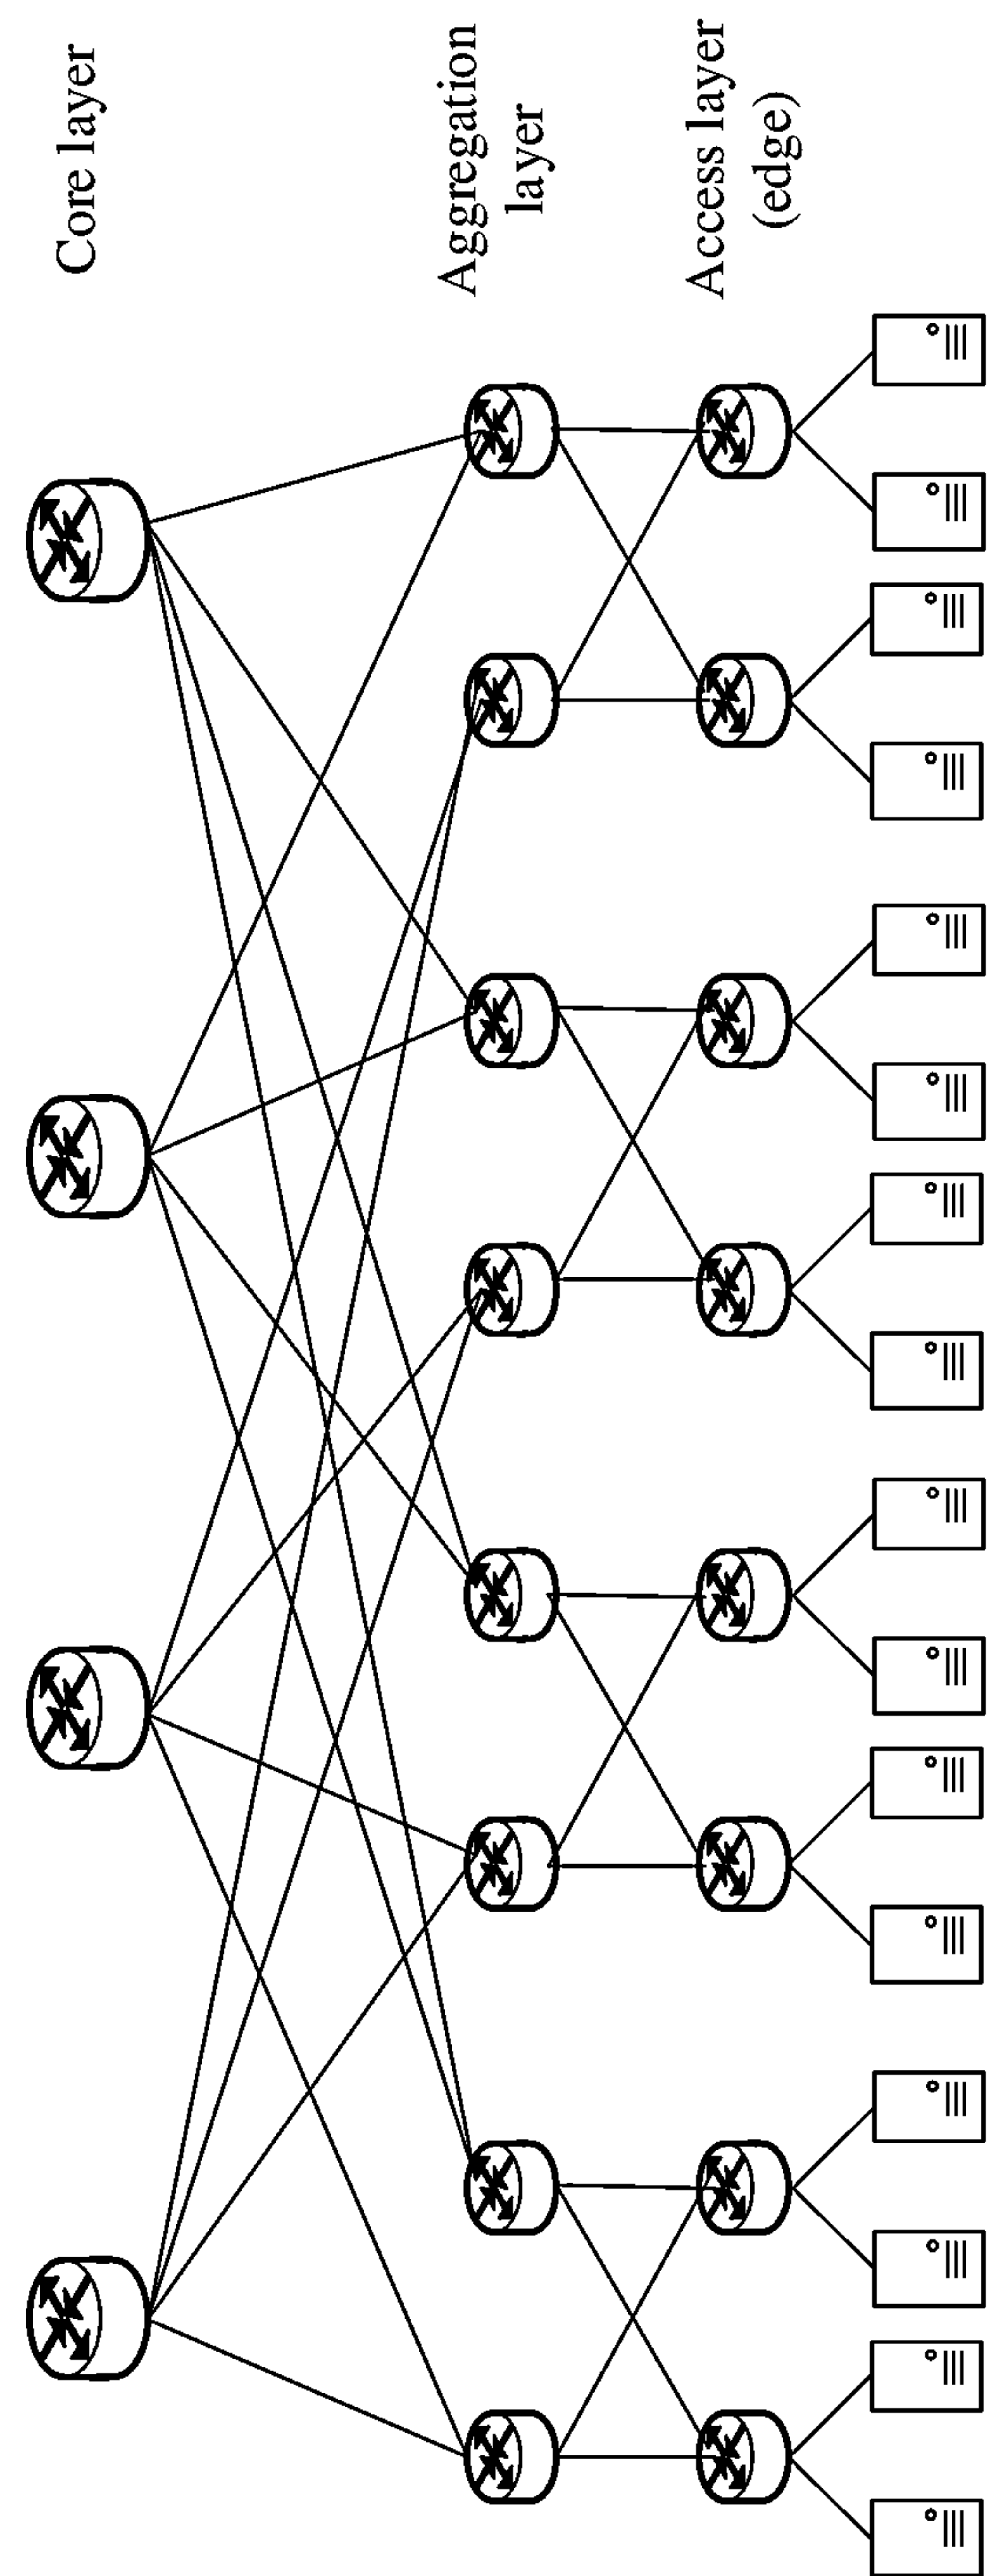 Core layer
Aggregation
layer
Access layer
(edge)